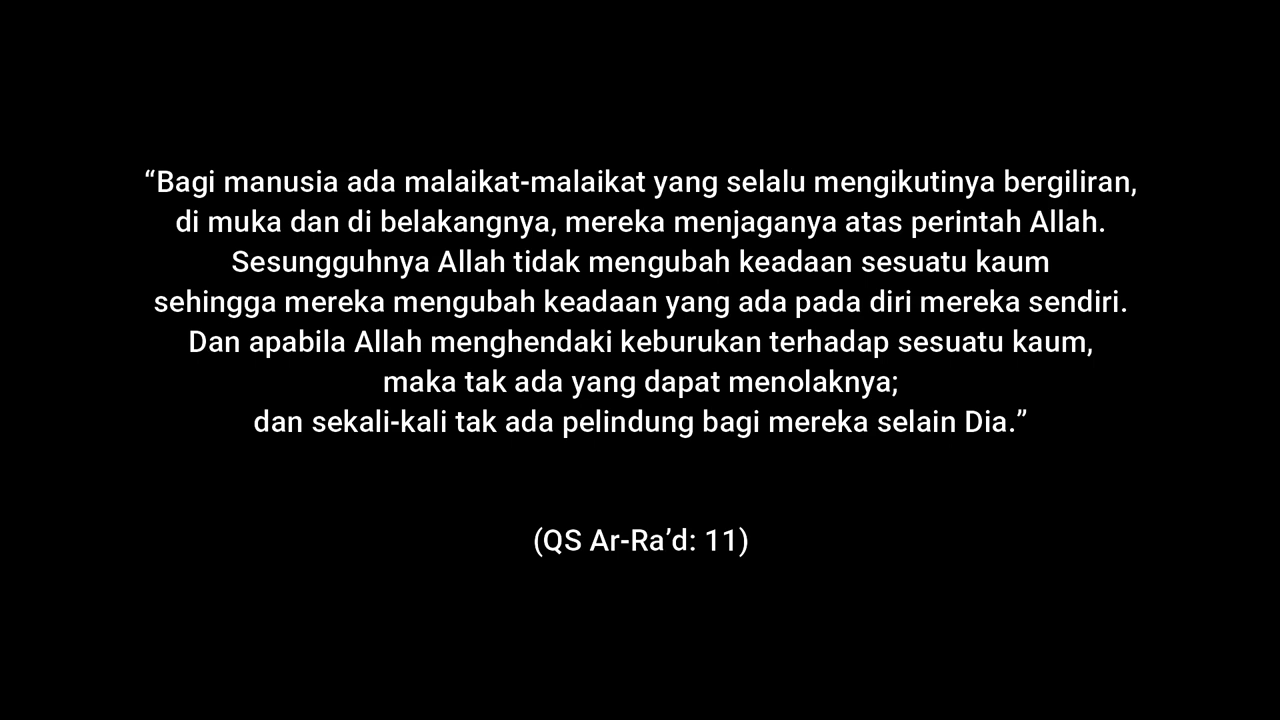 “Bagi manusia ada malaikat-malaikat yang selalu mengikutinya bergiliran,
di muka dan di belakangnya, mereka menjaganya atas perintah Allah.
Sesungguhnya Allah tidak mengubah keadaan sesuatu kaum
sehingga mereka mengubah keadaan yang ada pada diri mereka sendiri.
Dan apabila Allah menghendaki keburukan terhadap sesuatu kaum,
maka tak ada yang dapat menolaknya;
dan sekali-kali tak ada pelindung bagi mereka selain Dia.”
(QS Ar-Ra’d: 11)